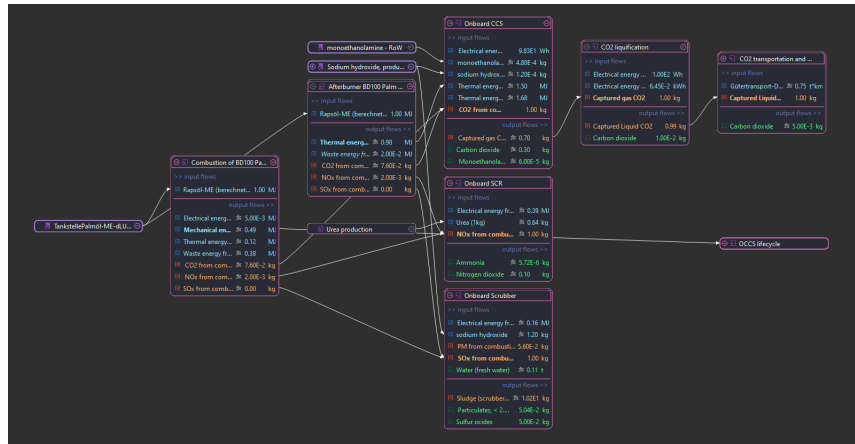 TankstellePalmöl-ME-dLU...
Combustion of BD100 Pa...
>> input flows
Rapsöl-ME (berechnet... 1.00 MJ
output flows >>
Electrical energ... 5.00E-3 MJ
Mechanical en... 0.49 MJ
Thermal energ... 0.12 MJ
Waste energy f... 0.38 MJ
CO2 from com... 7.60E-2 kg
NOx from com... 2.00E-3 kg
SOx from comb... 0.00 kg
monoethanolamine - RoW
Sodium hydroxide, produ...
Afterburner BD100 Palm ...
>> input flows
Rapsöl-ME (berechnet... 1.00 MJ
output flows >>
Thermal energ... 0.98 MJ
Waste energy fr... 2.00E-2 MJ
CO2 from com... 7.60E-2 kg
NOx from com... 2.00E-3 kg
SOx from comb... 0.00 kg
Urea production
Onboard CCS
>> input flows
Electrical ener... 9.83E1 Wh
monoethanola... 4.80E-4 kg
sodium hydrox... 1.20E-4 kg
Thermal energ... 1.50 MJ
Thermal energ... 1.68 MJ
CO2 from co... 1.00 kg
output flows >>
Captured gas C... 0.70 kg
Carbon dioxide 0.30 kg
Monoethanola... 6.00E-5 kg
Onboard SCR
>> input flows
Electrical energy fr... 0.39 MJ
Urea (1kg) 0.64 kg
NOx from combu... 1.00 kg
output flows >>
Ammonia 5.72E-6 kg
Nitrogen dioxide 0.10 kg
Onboard Scrubber
>> input flows
Electrical energy fr... 0.16 MJ
sodium hydroxide 1.20 kg
PM from combusti... 5.60E-2 kg
SOx from combu... 1.00 kg
Water (fresh water) 0.11 t
output flows >>
Sludge (scrubber... 1.02E1 kg
Particulates, < 2.... 5.04E-2 kg
Sulfur oxides 5.00E-2 kg
CO2 liquification
>> input flows
Electrical energy ... 1.00E2 Wh
Electrical energy ... 6.45E-2 kWh
Captured gas CO2 1.00 kg
output flows >>
Captured Liquid CO2 0.99 kg
Carbon dioxide 1.00E-2 kg
CO2 transportation and ...
>> input flows
Gütertransport-D... 0.75 t*km
Captured Liquid... 1.00 kg
output flows >>
Carbon dioxide 5.00E-3 kg
OCCS lifecycle